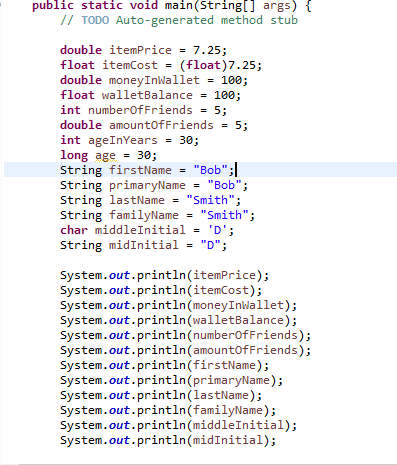 public static void main(String[] args) {
// TODO Auto-generated method stub
double itemPrice = 7.25;
float itemCost = (float)7.25;
double moneyInWallet = 100;
float walletBalance = 100;
int numberOfFriends = 5;
double amountOfFriends = 5;
int ageInYears = 30;
long age = 30;
String firstName = "Bob";
String primaryName = "Bob";
String lastName = "Smith";
String familyName = "Smith";
char middleInitial = 'D';
String midInitial = "D";
System.out.println(itemPrice);
System.out.println(itemCost);
System.out.println(moneyInWallet);
System.out.println(walletBalance);
System.out.println(numberOfFriends);
System.out.println(amountOfFriends);
System.out.println(firstName);
System.out.println(primaryName);
System.out.println(lastName);
System.out.println(familyName);
System.out.println(middleInitial);
System.out.println(midInitial);